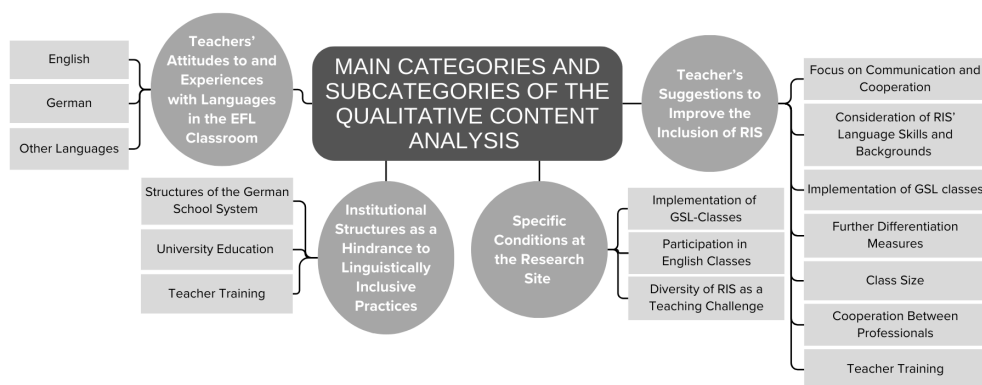 MAIN CATEGORIES AND
SUBCATEGORIES OF THE
QUALITATIVE CONTENT
ANALYSIS
Teachers'
Attitudes to and
Experiences
with Languages
in the EFL
Classroom
English
German
Other Languages
Institutional
Structures as a
Hindrance to
Linguistically
Inclusive
Practices
Structures of the German
School System
University Education
Teacher Training
Specific
Conditions at
the Research
Site
Implementation of
GSL-Classes
Participation in
English Classes
Diversity of RIS as a
Teaching Challenge
Teacher's
Suggestions to
Improve the
Inclusion of RIS
Focus on Communication and
Cooperation
Consideration of RIS'
Language Skills and
Backgrounds
Implementation of GSL classes
Further Differentiation
Measures
Class Size
Cooperation Between
Professionals
Teacher Training